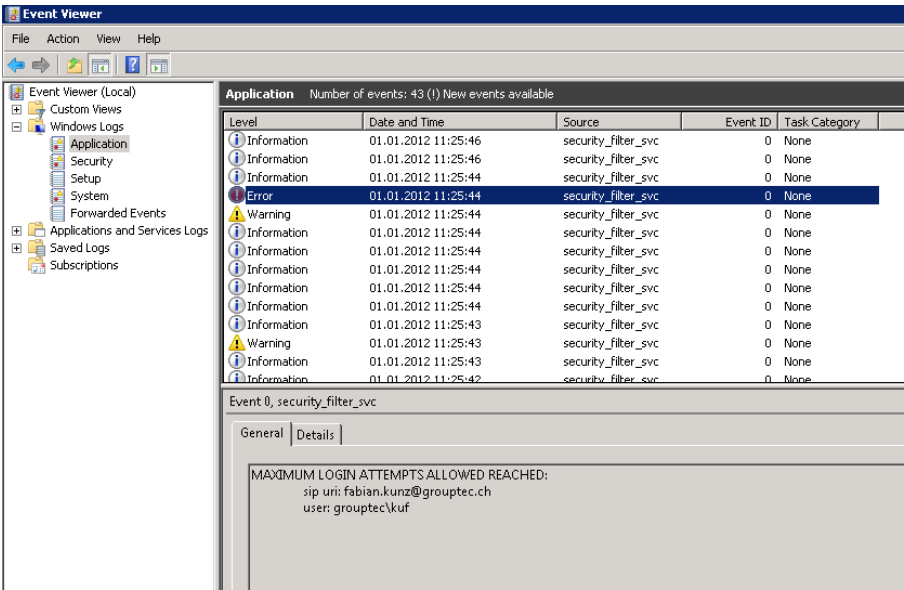 Event Viewer
File Action View Help
Event Viewer (Local)
Custom Views
Windows Logs
Application
Security
Setup
System
Forwarded Events
Applications and Services Logs
Saved Logs
Subscriptions
Application Number of events: 43 (!) New events available
Level Date and Time Source Event ID Task Category
Information 01.01.2012 11:25:46 security_filter_svc 0 None
Information 01.01.2012 11:25:46 security_filter_svc 0 None
Information 01.01.2012 11:25:44 security_filter_svc 0 None
Error 01.01.2012 11:25:44 security_filter_svc 0 None
Warning 01.01.2012 11:25:44 security_filter_svc 0 None
Information 01.01.2012 11:25:44 security_filter_svc 0 None
Information 01.01.2012 11:25:44 security_filter_svc 0 None
Information 01.01.2012 11:25:44 security_filter_svc 0 None
Information 01.01.2012 11:25:44 security_filter_svc 0 None
Information 01.01.2012 11:25:44 security_filter_svc 0 None
Information 01.01.2012 11:25:43 security_filter_svc 0 None
Warning 01.01.2012 11:25:43 security_filter_svc 0 None
Information 01.01.2012 11:25:43 security_filter_svc 0 None
Information 01.01.2012 11:25:42 security_filter_svc 0 None
Event 0, security_filter_svc
General Details
MAXIMUM LOGIN ATTEMPTS ALLOWED REACHED:
sip uri: fabian.kunz@grouptec.ch
user: grouptec\kuf